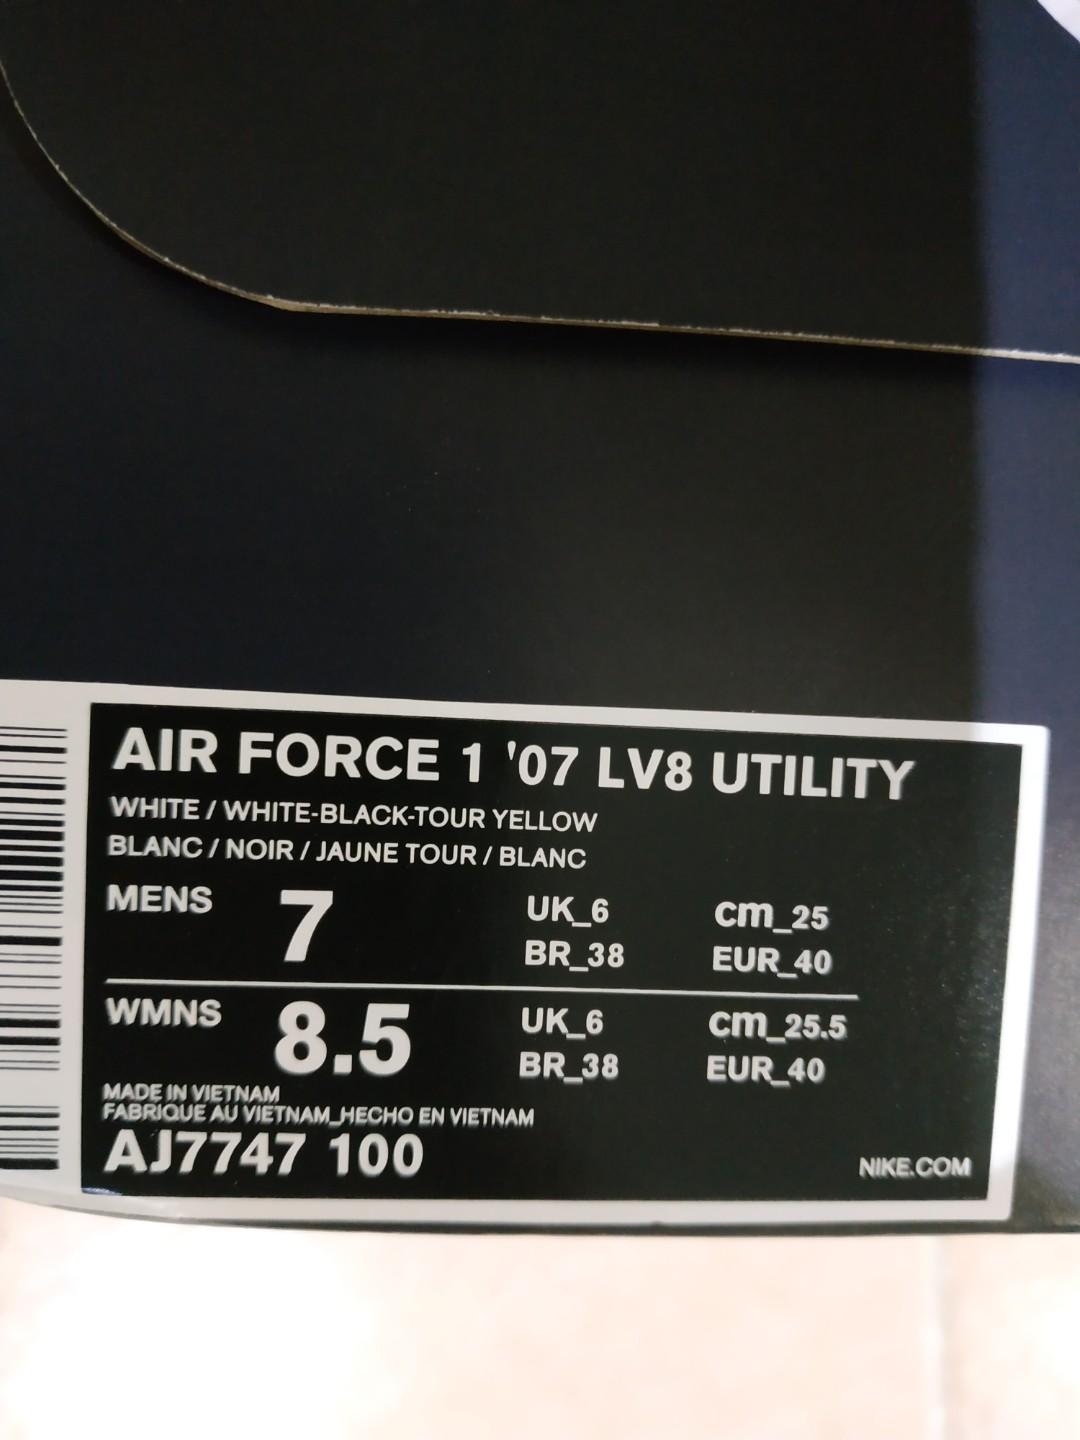 AIR FORCE 1 '07 LV8 UTILITY
WHITE / WHITE-BLACK-TOUR YELLOW
BLANC / NOIR / JAUNE TOUR / BLANC
MENS 7 UK_6 cm_25
BR_38 EUR_40
WMNS 8.5 UK_6 cm_25.5
BR_38 EUR_40
MADE IN VIETNAM
FABRIQUE AU VIETNAM_HECHO EN VIETNAM
AJ7747 100
NIKE.COM